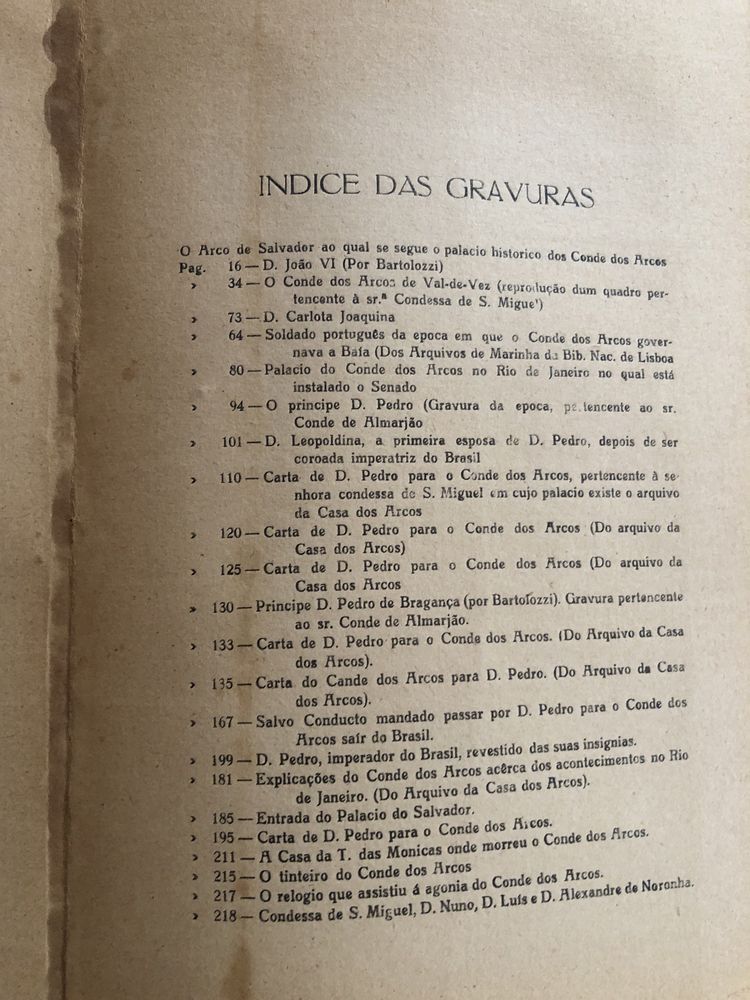 INDICE DAS GRAVURAS
O Arco de Salvador ao qual se segue o palacio historico dos Conde dos Arcos
Pag. 16 — D. João VI (Por Bartolozzi)
» 34 — O Conde dos Arcos de Val-de-Vez (reprodução dum quadro per-
tencente à sr.ª Condessa de S. Migue')
» 73 — D. Carlota Joaquina
» 64 — Soldado português da epoca em que o Conde dos Arcos gover-
nava a Baía (Dos Arquivos de Marinha da Bib. Nac. de Lisboa
» 80 — Palacio do Conde dos Arcos no Rio de Janeiro no qual está
instalado o Senado
» 94 — O principe D. Pedro (Gravura da epoca, pertencente ao sr.
Conde de Almarjão
» 101 — D. Leopoldina, a primeira esposa de D. Pedro, depois de ser
coroada imperatriz do Brasil
» 110 — Carta de D. Pedro para o Conde dos Arcos, pertencente à se-
nhora condessa de S. Miguel em cujo palacio existe o arquivo
da Casa dos Arcos
» 120 — Carta de D. Pedro para o Conde dos Arcos (Do arquivo da
Casa dos Arcos)
» 125 — Carta de D. Pedro para o Conde dos Arcos (Do arquivo da
Casa dos Arcos
» 130 — Principe D. Pedro de Bragança (por Bartolozzi). Gravura pertencente
ao sr. Conde de Almarjão.
» 133 — Carta de D. Pedro para o Conde dos Arcos. (Do Arquivo da Casa
dos Arcos).
» 135 — Carta do Cande dos Arcos para D. Pedro. (Do Arquivo da Casa
dos Arcos).
» 167 — Salvo Conducto mandado passar por D. Pedro para o Conde dos
Arcos saír do Brasil.
» 199 — D. Pedro, imperador do Brasil, revestido das suas insignias.
» 181 — Explicações do Conde dos Arcos acêrca dos acontecimentos no Rio
de Janeiro. (Do Arquivo da Casa dos Arcos).
» 185 — Entrada do Palacio do Salvador.
» 195 — Carta de D. Pedro para o Conde dos Arcos.
» 211 — A Casa da T. das Monicas onde morreu o Conde dos Arcos.
» 215 — O tinteiro do Conde dos Arcos
» 217 — O relogio que assistiu á agonia do Conde dos Arcos.
» 218 — Condessa de S. Miguel, D. Nuno, D. Luís e D. Alexandre de Noronha.